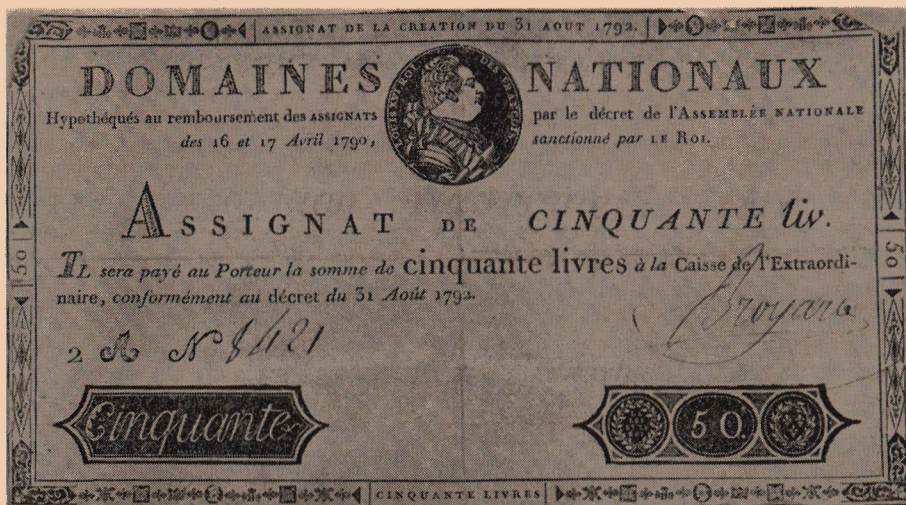 ASSIGNAT DE LA CRÉATION DU 31 AOUT 1792.
DOMAINES NATIONAUX
Hypothéqués au remboursement des ASSIGNATS par le décret de l'ASSEMBLÉE NATIONALE
des 16 et 17 Avril 1790, sanctionné par LE ROI.
ASSIGNAT DE CINQUANTE liv.
IL sera payé au Porteur la somme de cinquante livres à la Caisse de l'Extraordi-
naire, conformément au décret du 31 Août 1792.
Broyard
2 A N° 8421
Cinquante
50
50
50
CINQUANTE LIVRES